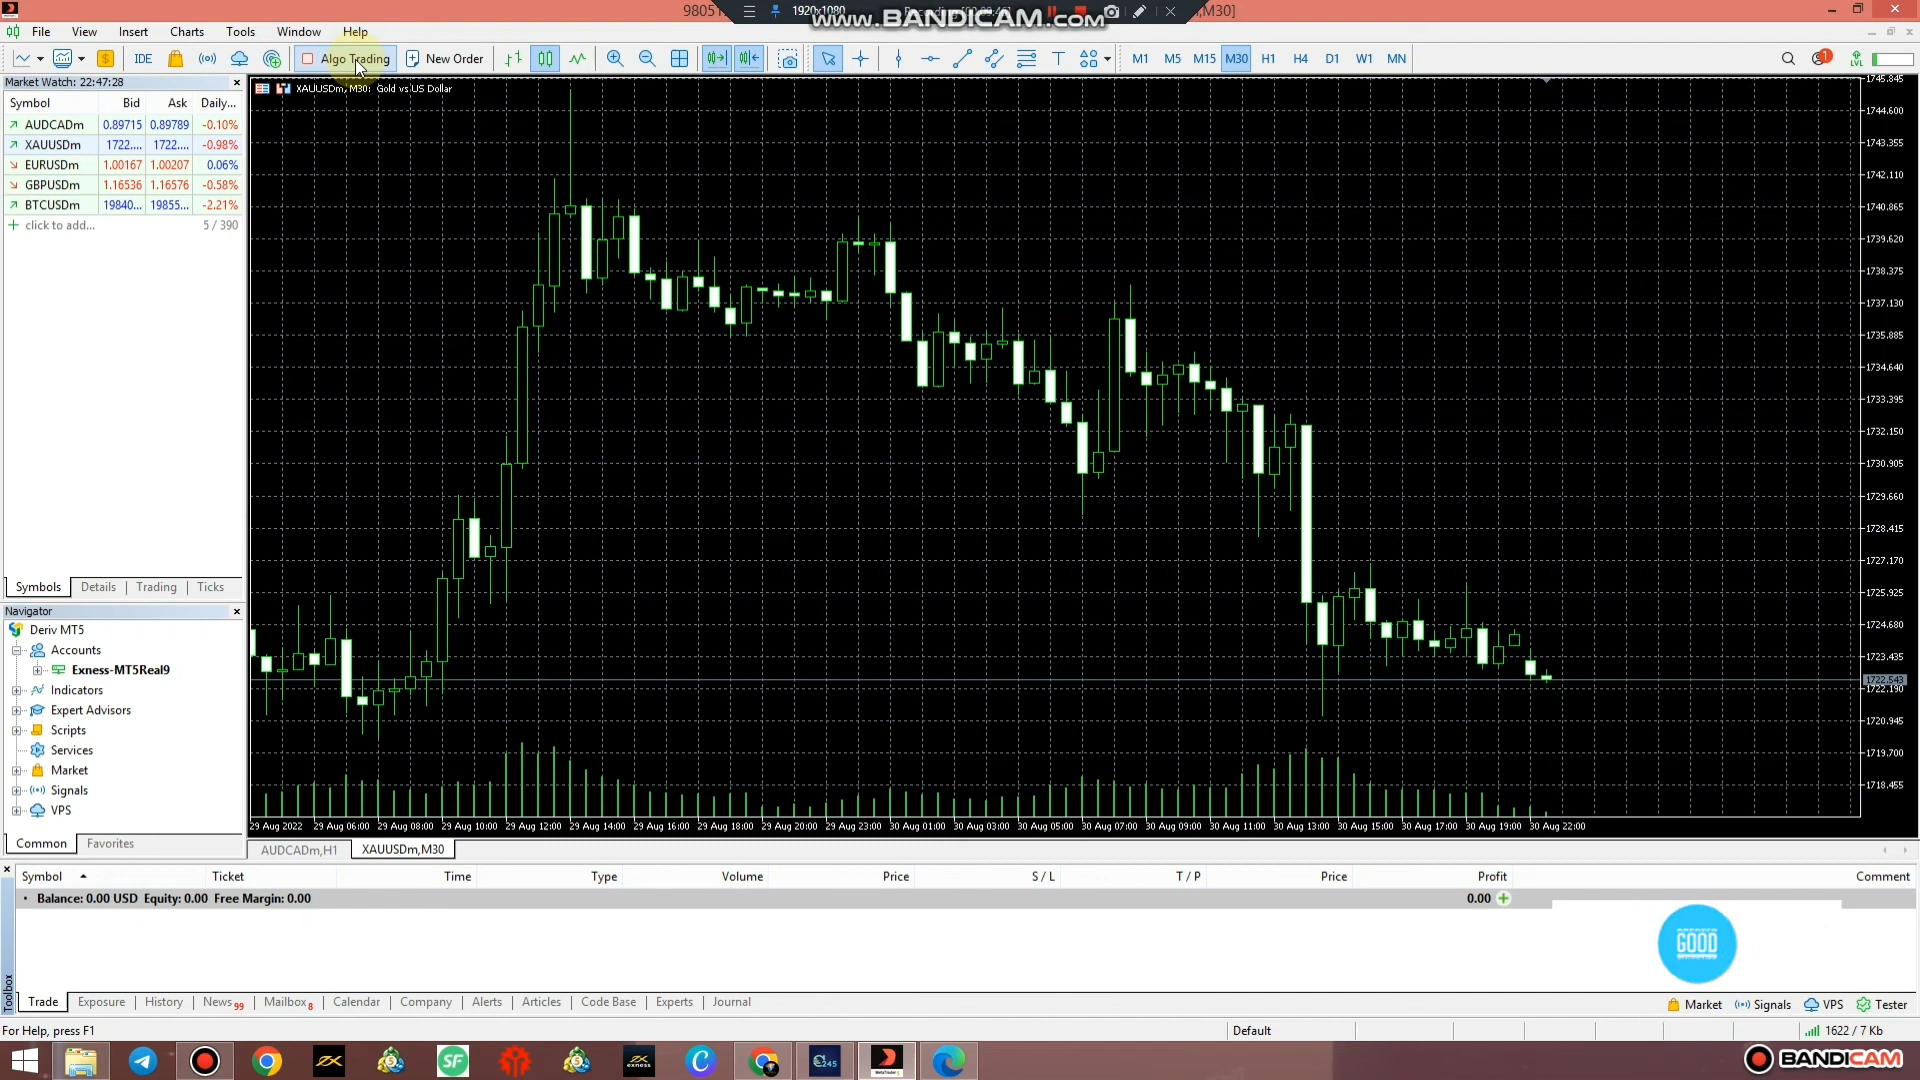 98051
1920x1080
www.BANDICAM.com
,M30]
File View Insert Charts Tools Window Help
IDE
Algo Trading
New Order
M1 M5 M15 M30 H1 H4 D1 W1 MN
1
LVL
Market Watch: 22:47:28
Symbol Bid Ask Daily...
AUDCADm 0.89715 0.89789 -0.10%
XAUUSDm 1722.... 1722.... -0.98%
EURUSDm 1.00167 1.00207 0.06%
GBPUSDm 1.16536 1.16576 -0.58%
BTCUSDm 19840... 19855... -2.21%
click to add... 5 / 390
Symbols Details Trading Ticks
Navigator
Deriv MT5
Accounts
Exness-MT5Real9
Indicators
Expert Advisors
Scripts
Services
Market
Signals
VPS
Common Favorites
XAUUSDm, M30: Gold vs US Dollar
1745.845
1744.600
1743.355
1742.110
1740.865
1739.620
1738.375
1737.130
1735.885
1734.640
1733.395
1732.150
1730.905
1729.660
1728.415
1727.170
1725.925
1724.680
1723.435
1722.543
1722.190
1720.945
1719.700
1718.455
29 Aug 2022 29 Aug 06:00 29 Aug 08:00 29 Aug 10:00 29 Aug 12:00 29 Aug 14:00 29 Aug 16:00 29 Aug 18:00 29 Aug 20:00 29 Aug 23:00 30 Aug 01:00 30 Aug 03:00 30 Aug 05:00 30 Aug 07:00 30 Aug 09:00 30 Aug 11:00 30 Aug 13:00 30 Aug 15:00 30 Aug 17:00 30 Aug 19:00 30 Aug 22:00
AUDCADm,H1 XAUUSDm,M30
Symbol Ticket Time Type Volume Price S / L T / P Price Profit Comment
Balance: 0.00 USD Equity: 0.00 Free Margin: 0.00 0.00
GOOD
Toolbox
Trade Exposure History News 99 Mailbox 8 Calendar Company Alerts Articles Code Base Experts Journal
Market Signals VPS Tester
For Help, press F1
Default
1622 / 7 Kb
exness
SF
245
BANDICAM